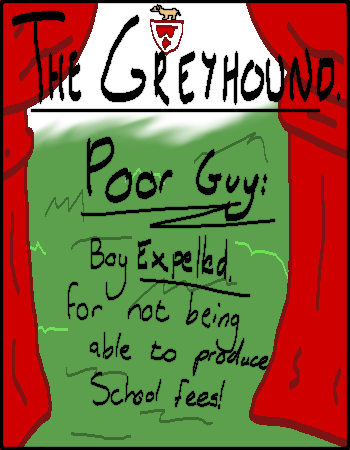 THE GREYHOUND.
Poor Guy:
Boy Expelled.
for not being
able to produce
School fees!